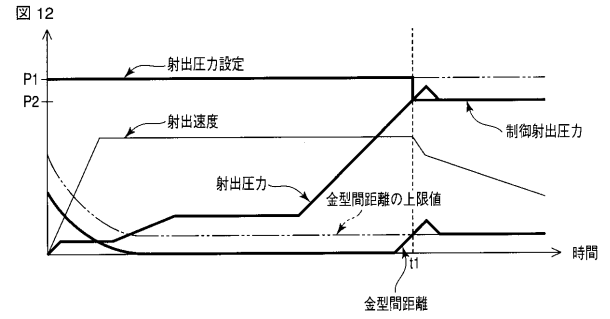 図 12
射出圧力設定
P1
P2
射出速度
制御射出圧力
射出圧力
金型間距離の上限値
時間
t1
金型間距離